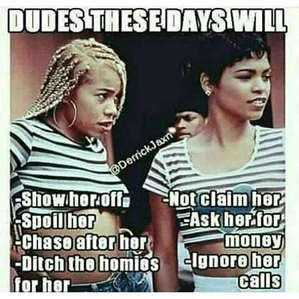 DUDES THESE DAYS WILL
@DerrickJaxn
-Show her off
-Spoil her
-Chase after her
-Ditch the homies
for her
-Not claim her
-Ask her for
money
-Ignore her
calls